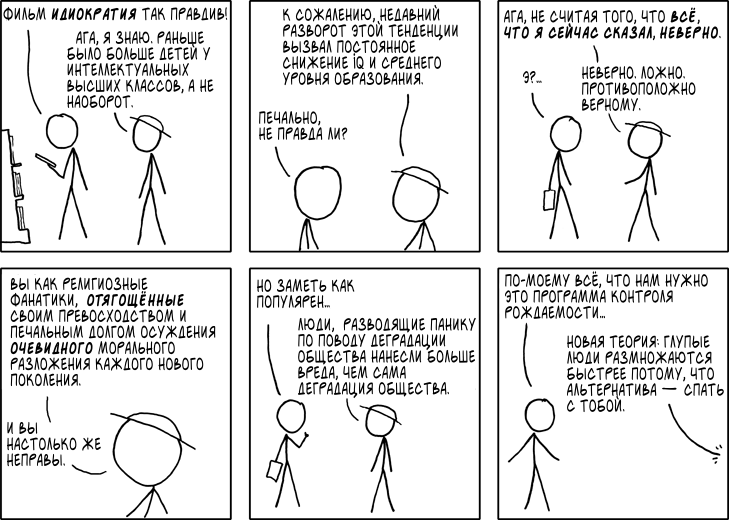 ФИЛЬМ ИДИОКРАТИЯ ТАК ПРАВДИВ!
АГА, Я ЗНАЮ. РАНЬШЕ
БЫЛО БОЛЬШЕ ДЕТЕЙ У
ИНТЕЛЛЕКТУАЛЬНЫХ
ВЫСШИХ КЛАССОВ, А НЕ
НАОБОРОТ.
К СОЖАЛЕНИЮ, НЕДАВНИЙ
РАЗВОРОТ ЭТОЙ ТЕНДЕНЦИИ
ВЫЗВАЛ ПОСТОЯННОЕ
СНИЖЕНИЕ IQ И СРЕДНЕГО
УРОВНЯ ОБРАЗОВАНИЯ.
ПЕЧАЛЬНО,
НЕ ПРАВДА ЛИ?
АГА, НЕ СЧИТАЯ ТОГО, ЧТО ВСЁ,
ЧТО Я СЕЙЧАС СКАЗАЛ, НЕВЕРНО.
Э?...
НЕВЕРНО. ЛОЖНО.
ПРОТИВОПОЛОЖНО
ВЕРНОМУ.
ВЫ КАК РЕЛИГИОЗНЫЕ
ФАНАТИКИ, ОТЯГОЩЁННЫЕ
СВОИМ ПРЕВОСХОДСТВОМ И
ПЕЧАЛЬНЫМ ДОЛГОМ ОСУЖДЕНИЯ
ОЧЕВИДНОГО МОРАЛЬНОГО
РАЗЛОЖЕНИЯ КАЖДОГО НОВОГО
ПОКОЛЕНИЯ.
И ВЫ
НАСТОЛЬКО ЖЕ
НЕПРАВЫ.
НО ЗАМЕТЬ КАК
ПОПУЛЯРЕН...
ЛЮДИ, РАЗВОДЯЩИЕ ПАНИКУ
ПО ПОВОДУ ДЕГРАДАЦИИ
ОБЩЕСТВА НАНЕСЛИ БОЛЬШЕ
ВРЕДА, ЧЕМ САМА
ДЕГРАДАЦИЯ ОБЩЕСТВА.
ПО-МОЕМУ ВСЁ, ЧТО НАМ НУЖНО
ЭТО ПРОГРАММА КОНТРОЛЯ
РОЖДАЕМОСТИ...
НОВАЯ ТЕОРИЯ: ГЛУПЫЕ
ЛЮДИ РАЗМНОЖАЮТСЯ
БЫСТРЕЕ ПОТОМУ, ЧТО
АЛЬТЕРНАТИВА — СПАТЬ
С ТОБОЙ.